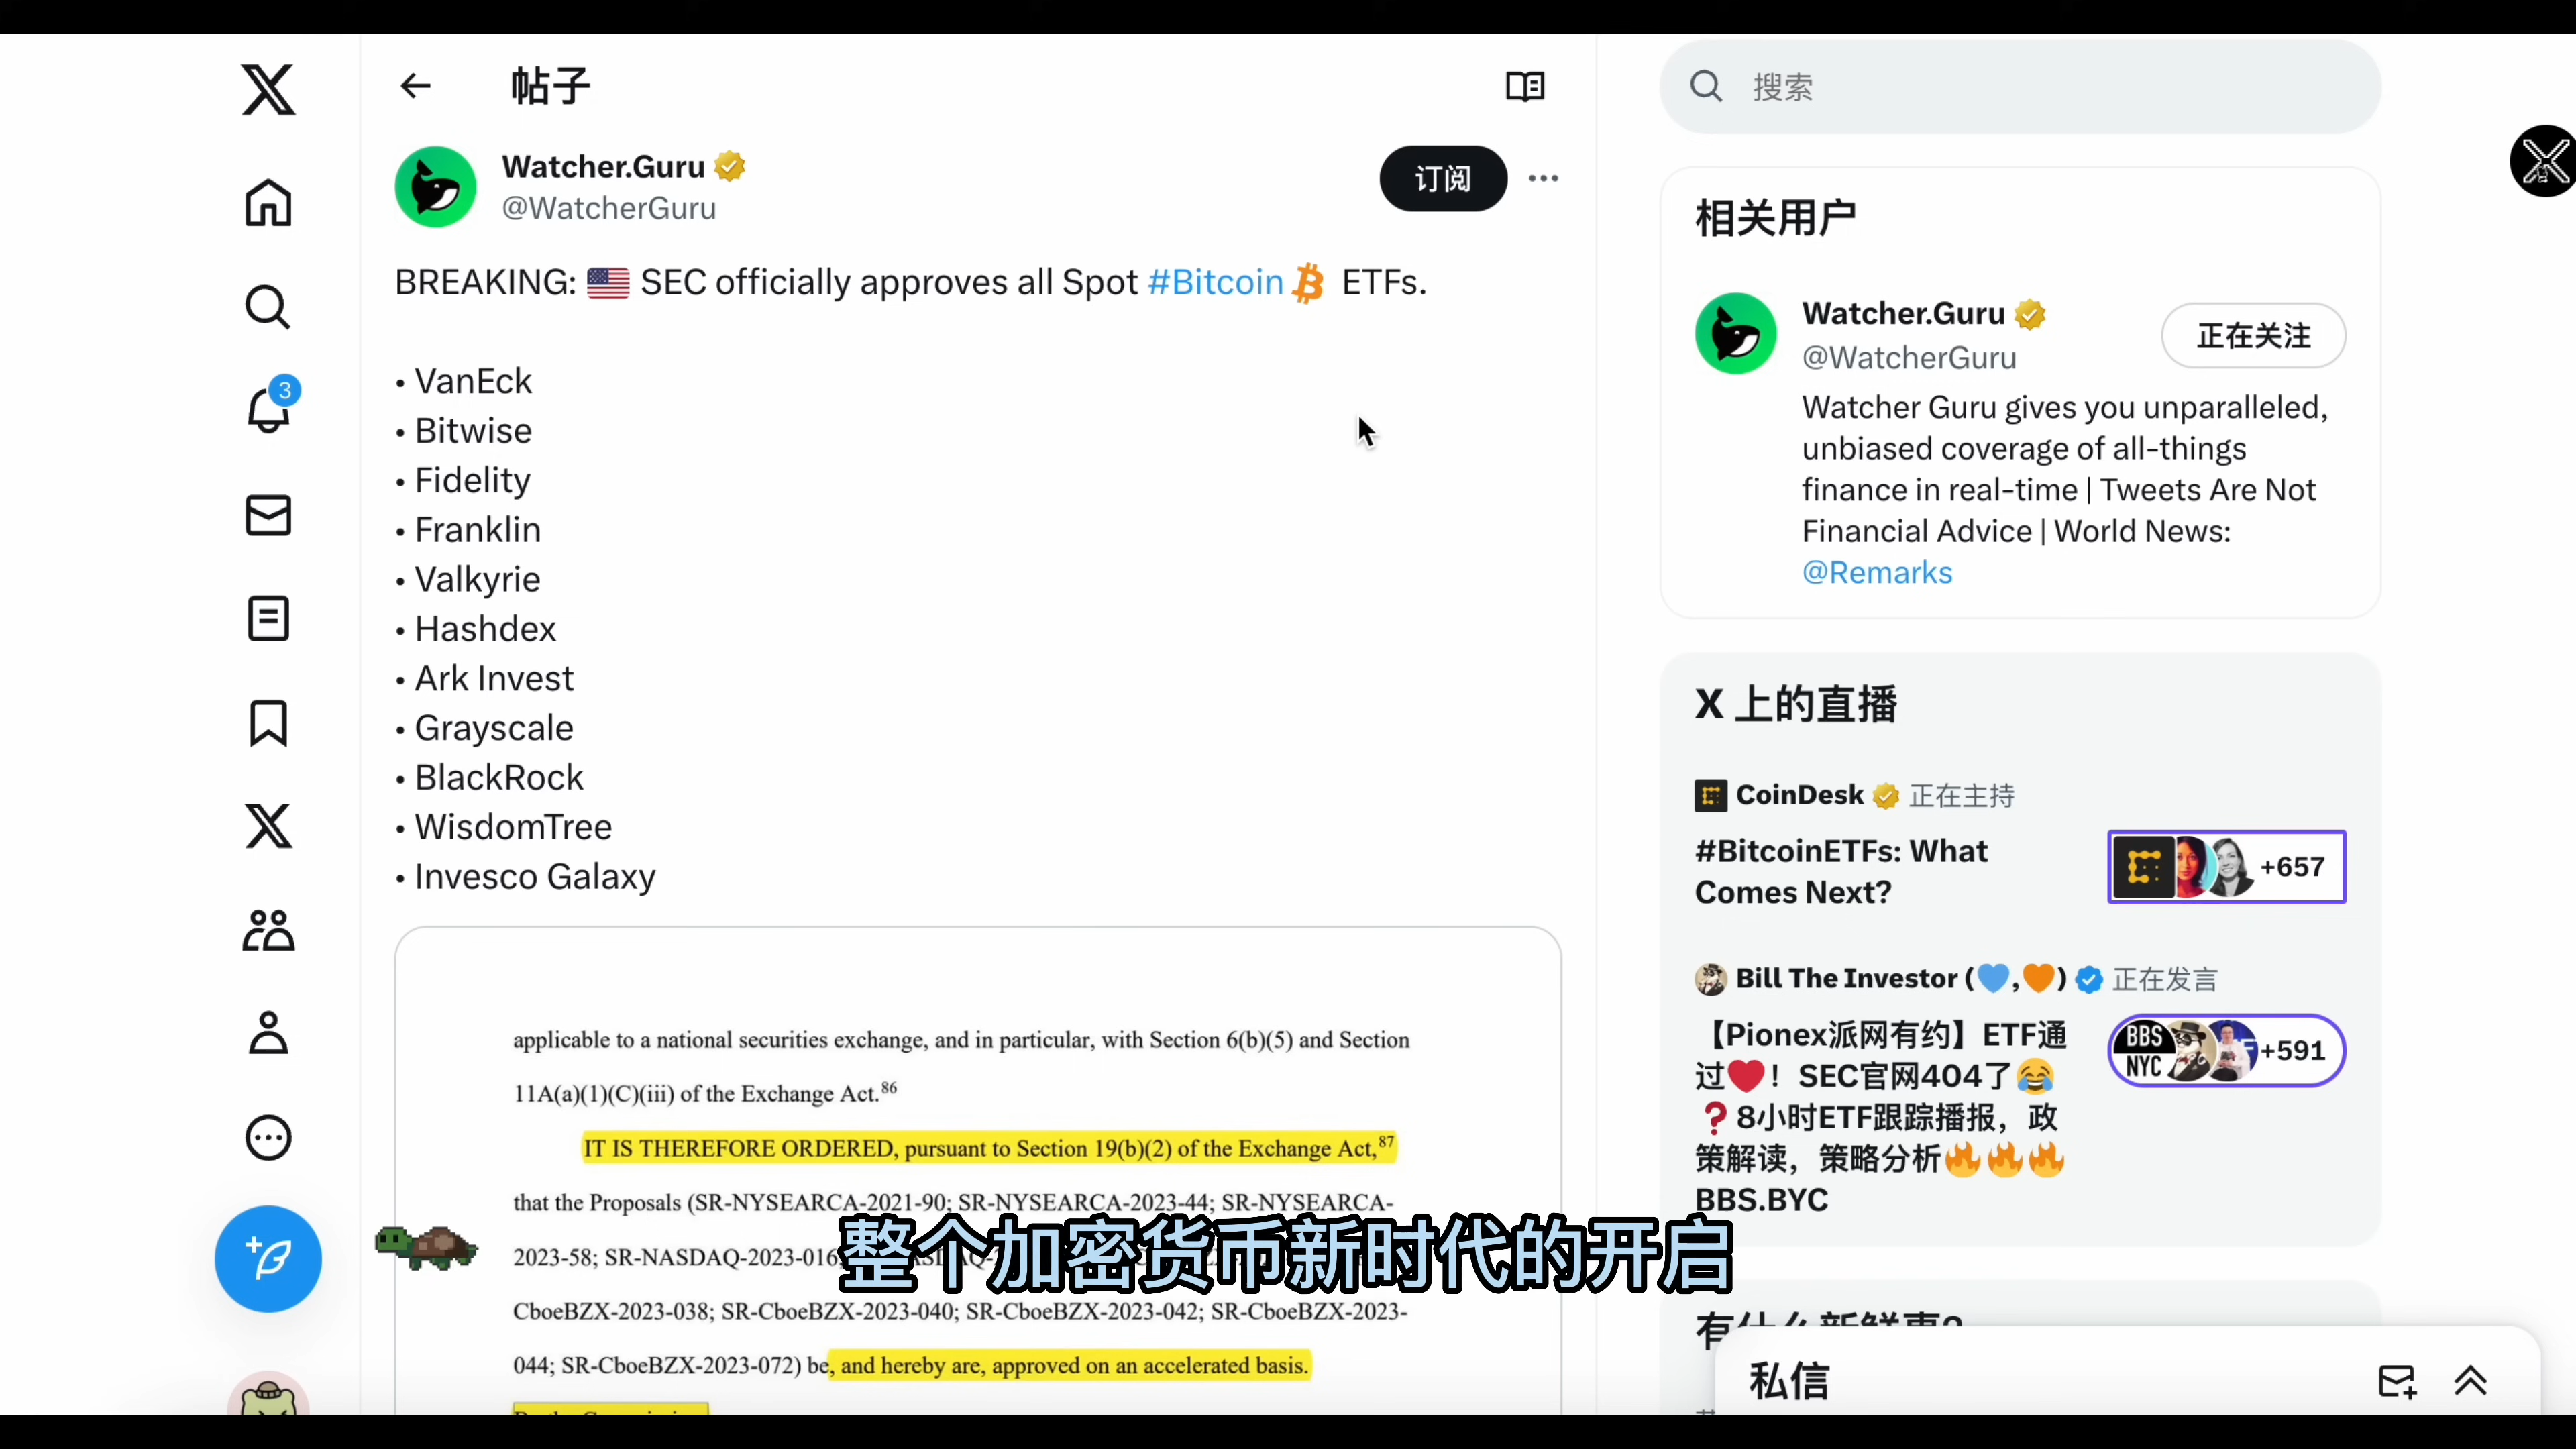 帖子
Watcher.Guru
@WatcherGuru
订阅
BREAKING: SEC officially approves all Spot #Bitcoin ETFs.
• VanEck
• Bitwise
• Fidelity
• Franklin
• Valkyrie
• Hashdex
• Ark Invest
• Grayscale
• BlackRock
• WisdomTree
• Invesco Galaxy
applicable to a national securities exchange, and in particular, with Section 6(b)(5) and Section
11A(a)(1)(C)(iii) of the Exchange Act.86
IT IS THEREFORE ORDERED, pursuant to Section 19(b)(2) of the Exchange Act,87
that the Proposals (SR-NYSEARCA-2021-90; SR-NYSEARCA-2023-44; SR-NYSEARCA-
2023-58; SR-NASDAQ-2023-016
CboeBZX-2023-038; SR-CboeBZX-2023-040; SR-CboeBZX-2023-042; SR-CboeBZX-2023-
044; SR-CboeBZX-2023-072) be, and hereby are, approved on an accelerated basis.
整个加密货币新时代的开启
3
搜索
相关用户
Watcher.Guru
@WatcherGuru
正在关注
Watcher Guru gives you unparalleled,
unbiased coverage of all-things
finance in real-time | Tweets Are Not
Financial Advice | World News:
@Remarks
X 上的直播
CoinDesk 正在主持
#BitcoinETFs: What
Comes Next?
+657
Bill The Investor (🩵,🧡) 正在发言
【Pionex派网有约】ETF通
过❤️！SEC官网404了😂
❓8小时ETF跟踪播报，政
策解读，策略分析🔥🔥🔥
BBS.BYC
BBS
NYC
+591
有什么新鲜事?
私信